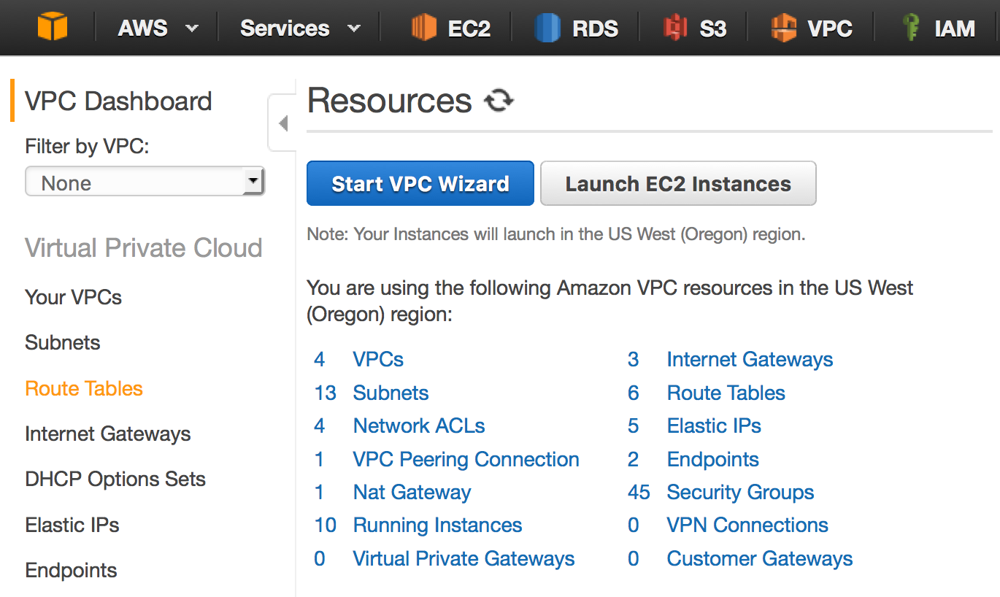 AWS Services EC2 RDS S3 VPC IAM
VPC Dashboard
Filter by VPC:
None
Virtual Private Cloud
Your VPCs
Subnets
Route Tables
Internet Gateways
DHCP Options Sets
Elastic IPs
Endpoints
Resources
Start VPC Wizard Launch EC2 Instances
Note: Your Instances will launch in the US West (Oregon) region.
You are using the following Amazon VPC resources in the US West
(Oregon) region:
4 VPCs 3 Internet Gateways
13 Subnets 6 Route Tables
4 Network ACLs 5 Elastic IPs
1 VPC Peering Connection 2 Endpoints
1 Nat Gateway 45 Security Groups
10 Running Instances 0 VPN Connections
0 Virtual Private Gateways 0 Customer Gateways